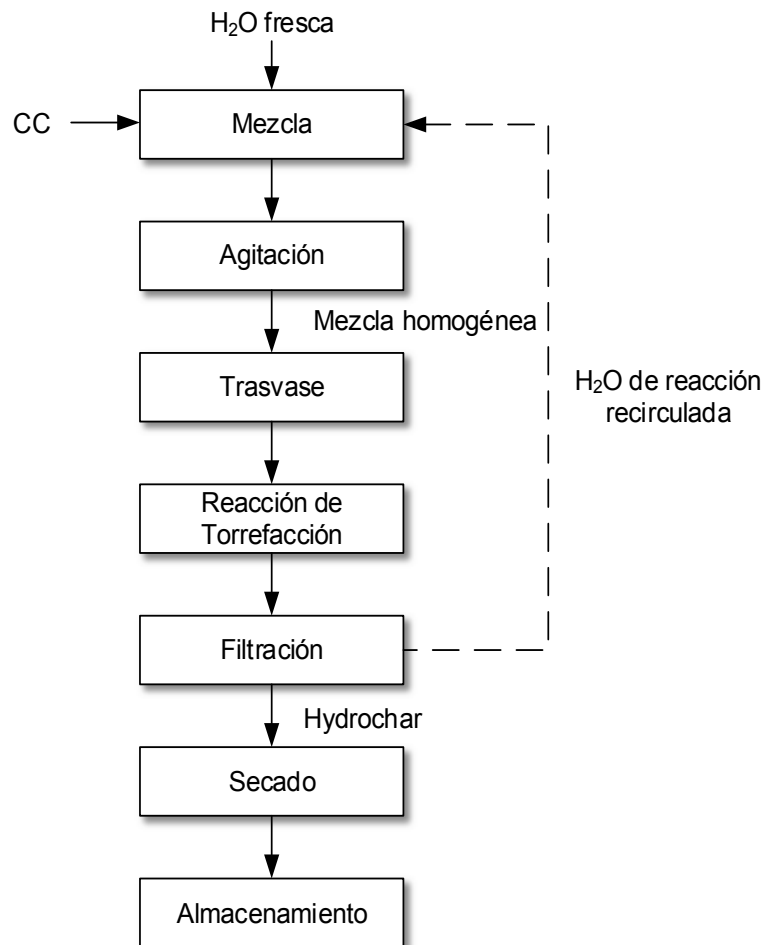 H₂O fresca
CC
Mezcla
Agitación
Mezcla homogénea
Trasvase
H₂O de reacción
recirculada
Reacción de
Torrefacción
Filtración
Hydrochar
Secado
Almacenamiento